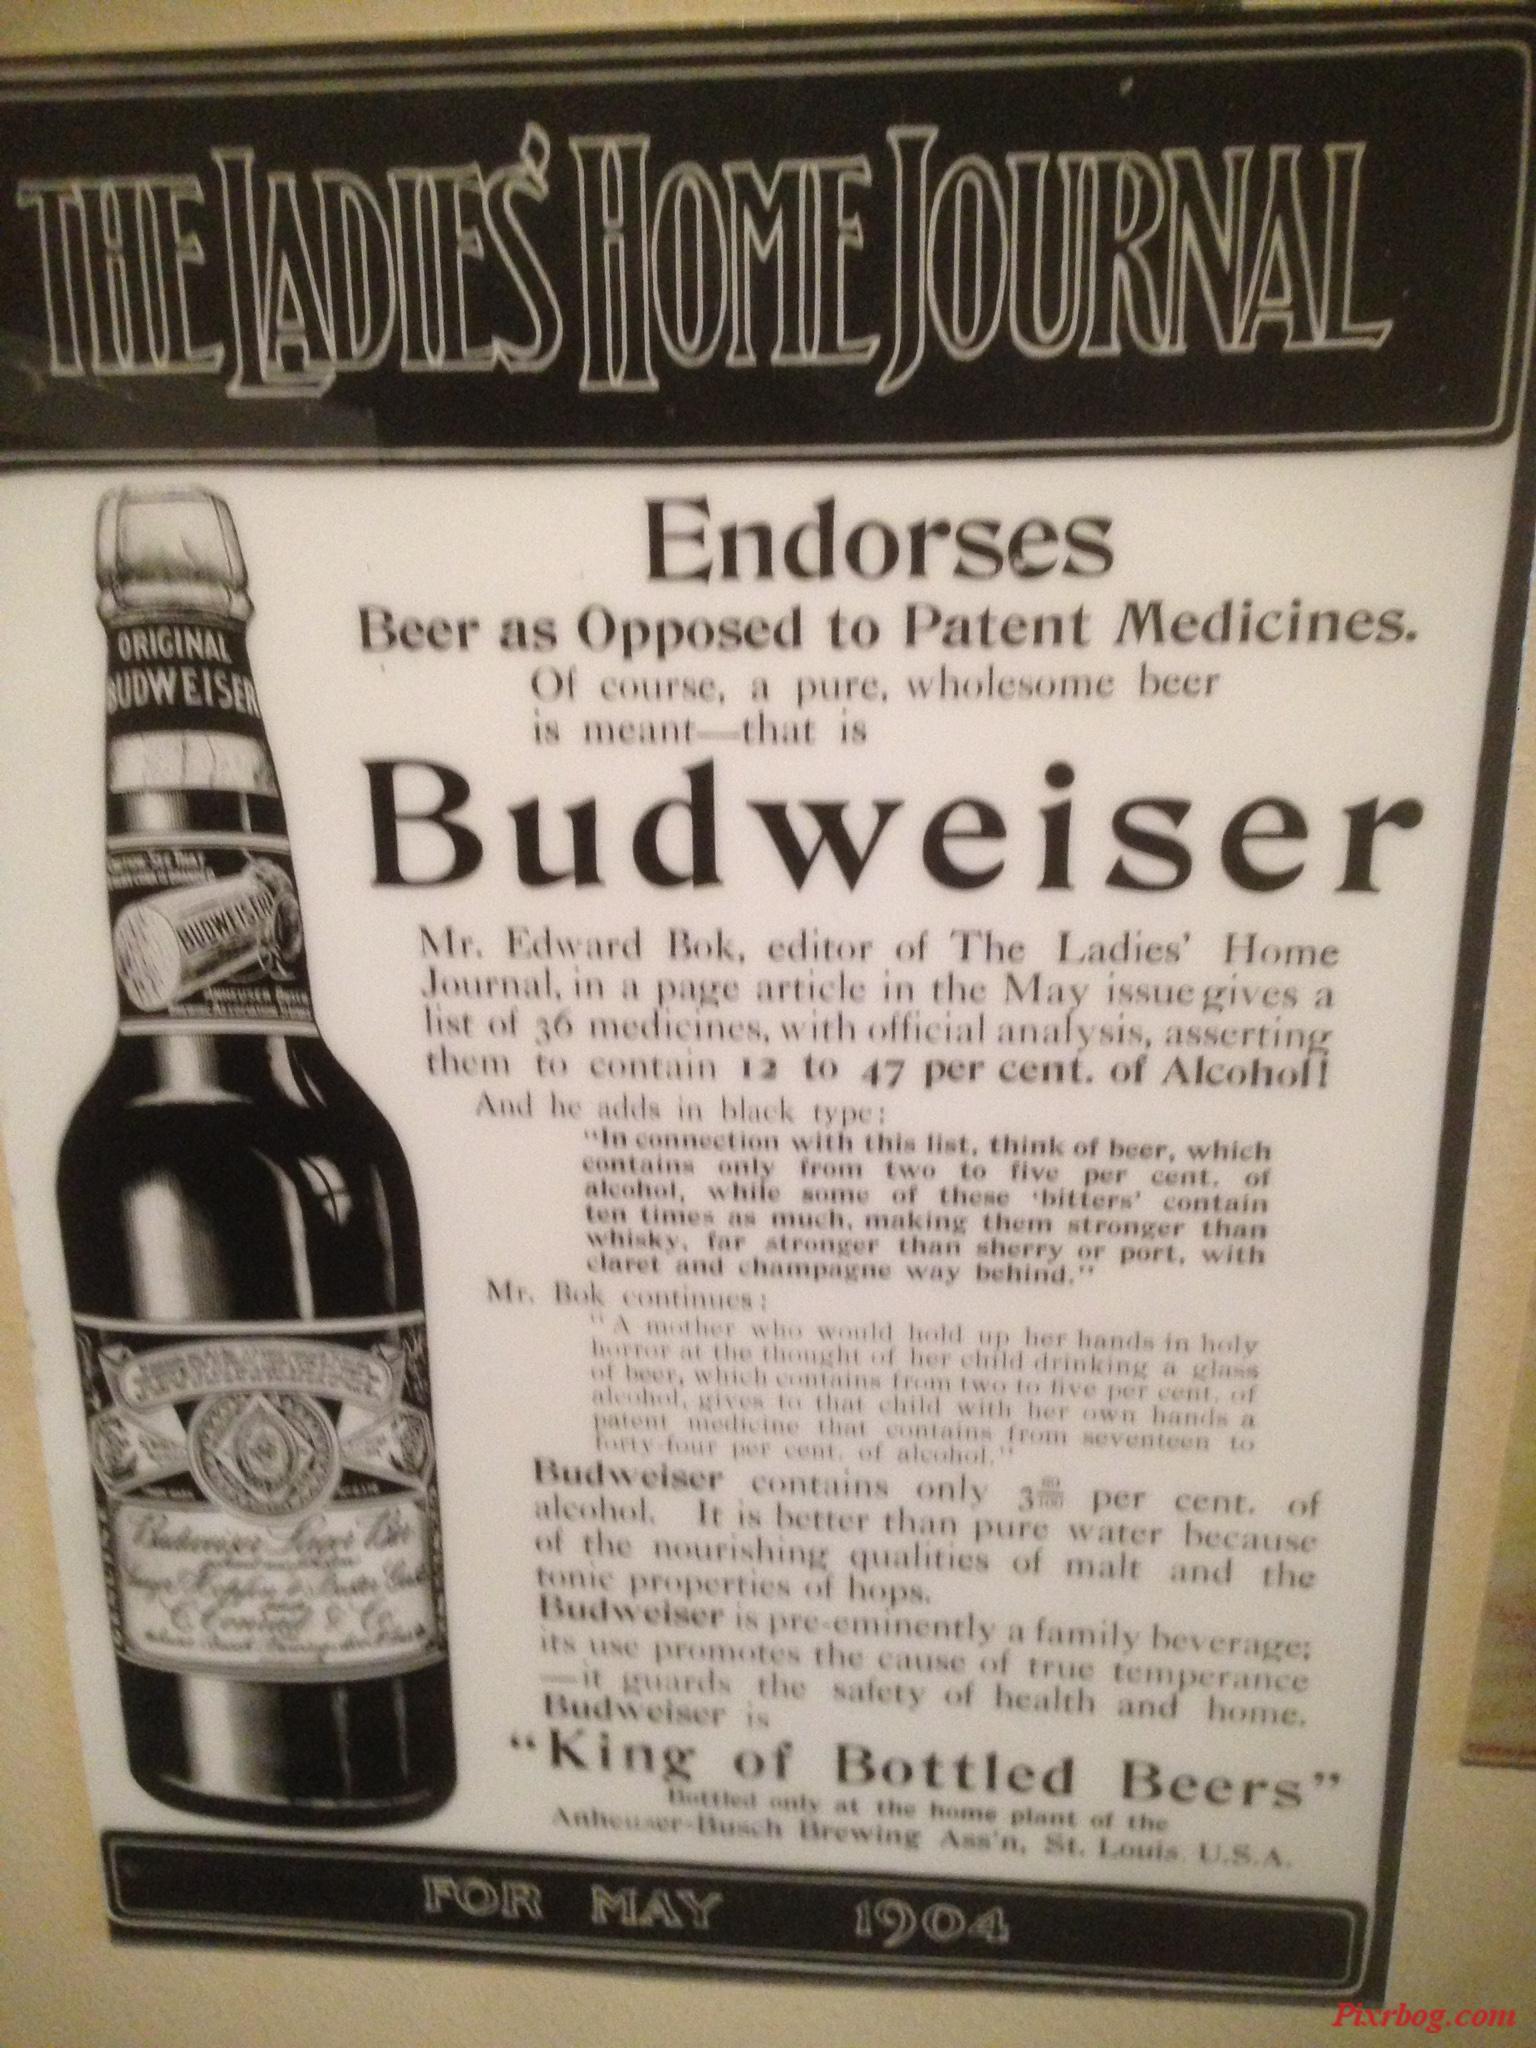 THE LADIES' HOME JOURNAL
Endorses
Beer as Opposed to Patent Medicines.
Of course, a pure, wholesome beer
is meant—that is
Budweiser
Mr. Edward Bok, editor of The Ladies' Home
Journal, in a page article in the May issue gives a
list of 36 medicines, with official analysis, asserting
them to contain 12 to 47 per cent. of Alcohol!
And he adds in black type:
"In connection with this list, think of beer, which
contains only from two to five per cent. of
alcohol, while some of these 'bitters' contain
ten times as much, making them stronger than
whisky, far stronger than sherry or port, with
claret and champagne way behind."
Mr. Bok continues:
"A mother who would hold up her hands in holy
horror at the thought of her child drinking a glass
of beer, which contains from two to five per cent. of
alcohol, gives to that child with her own hands a
patent medicine that contains from seventeen to
forty-four per cent. of alcohol."
Budweiser contains only 3 per cent. of
alcohol. It is better than pure water because
of the nourishing qualities of malt and the
tonic properties of hops.
Budweiser is pre-eminently a family beverage;
its use promotes the cause of true temperance
—it guards the safety of health and home.
Budweiser is
"King of Bottled Beers"
Bottled only at the home plant of the
Anheuser-Busch Brewing Ass'n, St. Louis U.S.A.
FOR MAY 1904
ORIGINAL
BUDWEISER
BUDWEISER
ANHEUSER BUSCH
Budweiser Lager Bier
C. Conrad & Co.
Pixrbog.com